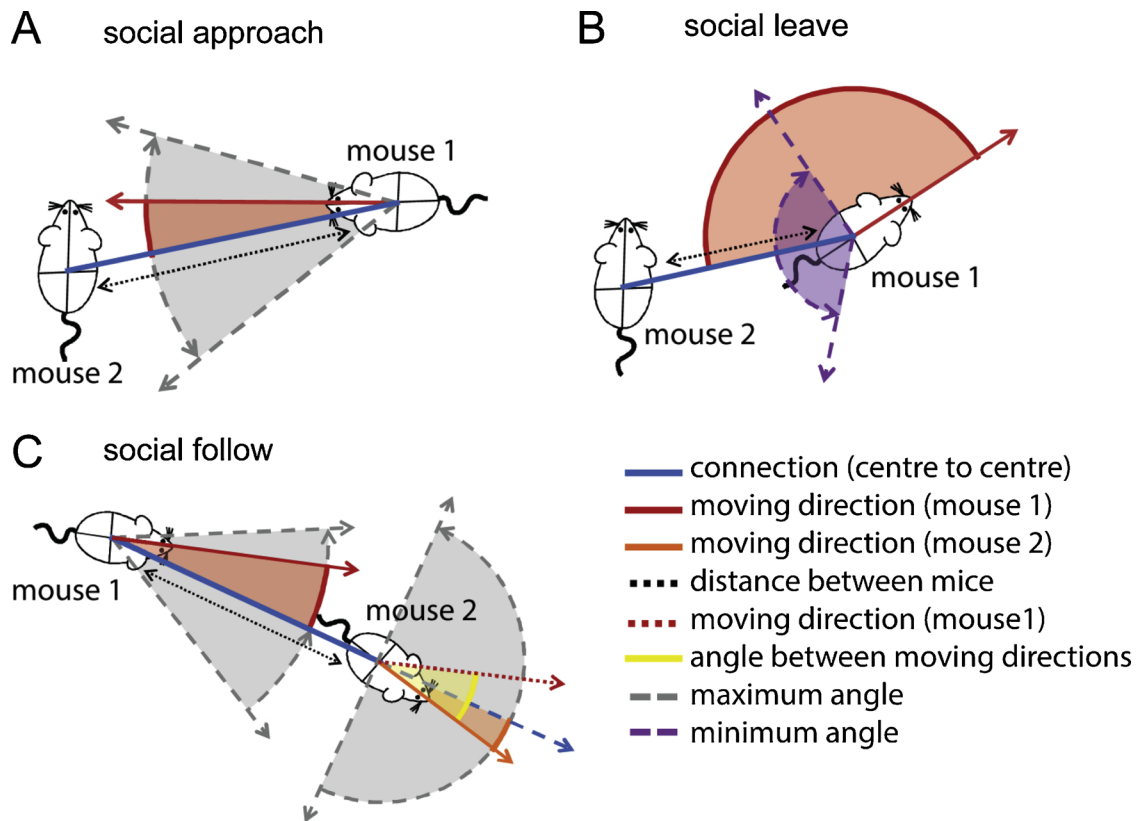 A social approach
mouse 1
mouse 2
B social leave
mouse 1
mouse 2
C social follow
mouse 1
mouse 2
connection (centre to centre)
moving direction (mouse 1)
moving direction (mouse 2)
distance between mice
moving direction (mouse1)
angle between moving directions
maximum angle
minimum angle